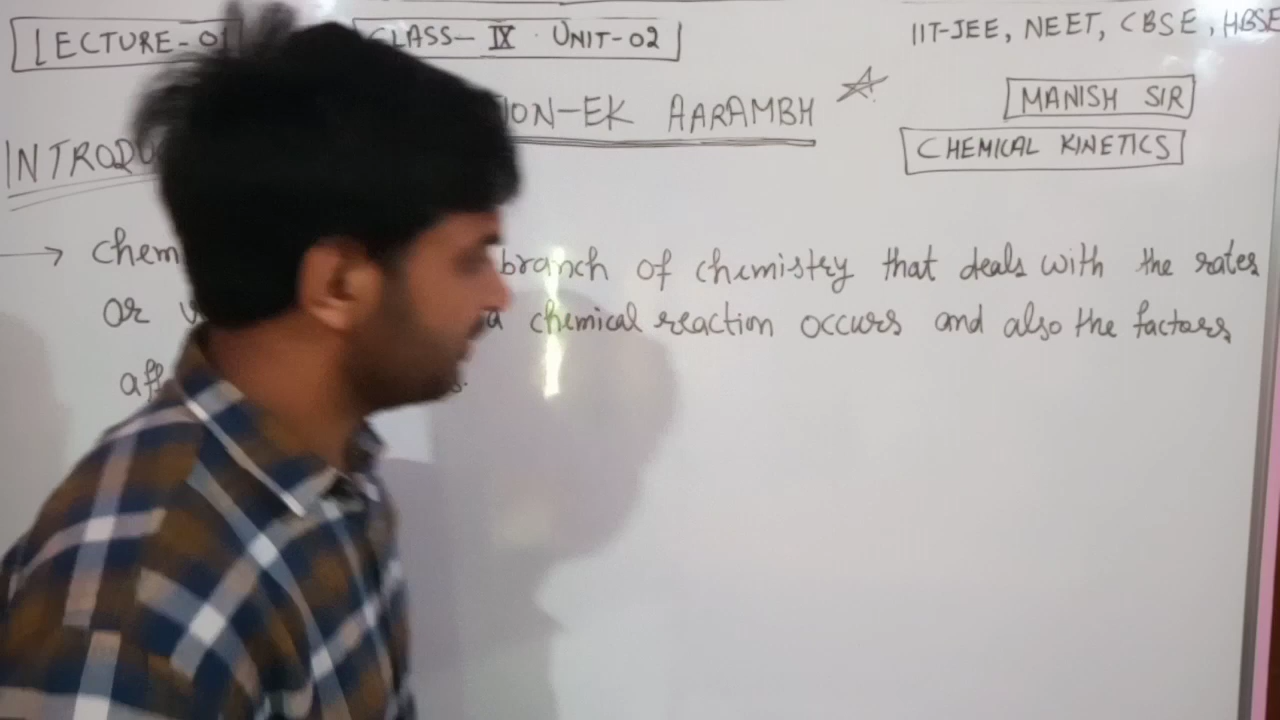 LECTURE-01 CLASS-IX · UNIT-02 IIT-JEE, NEET, CBSE, HBSE
ION-EK AARAMBH
MANISH SIR
INTRODU
CHEMICAL KINETICS
→ Chem branch of chemistry that deals with the rates
or a chemical reaction occurs and also the factors
aff